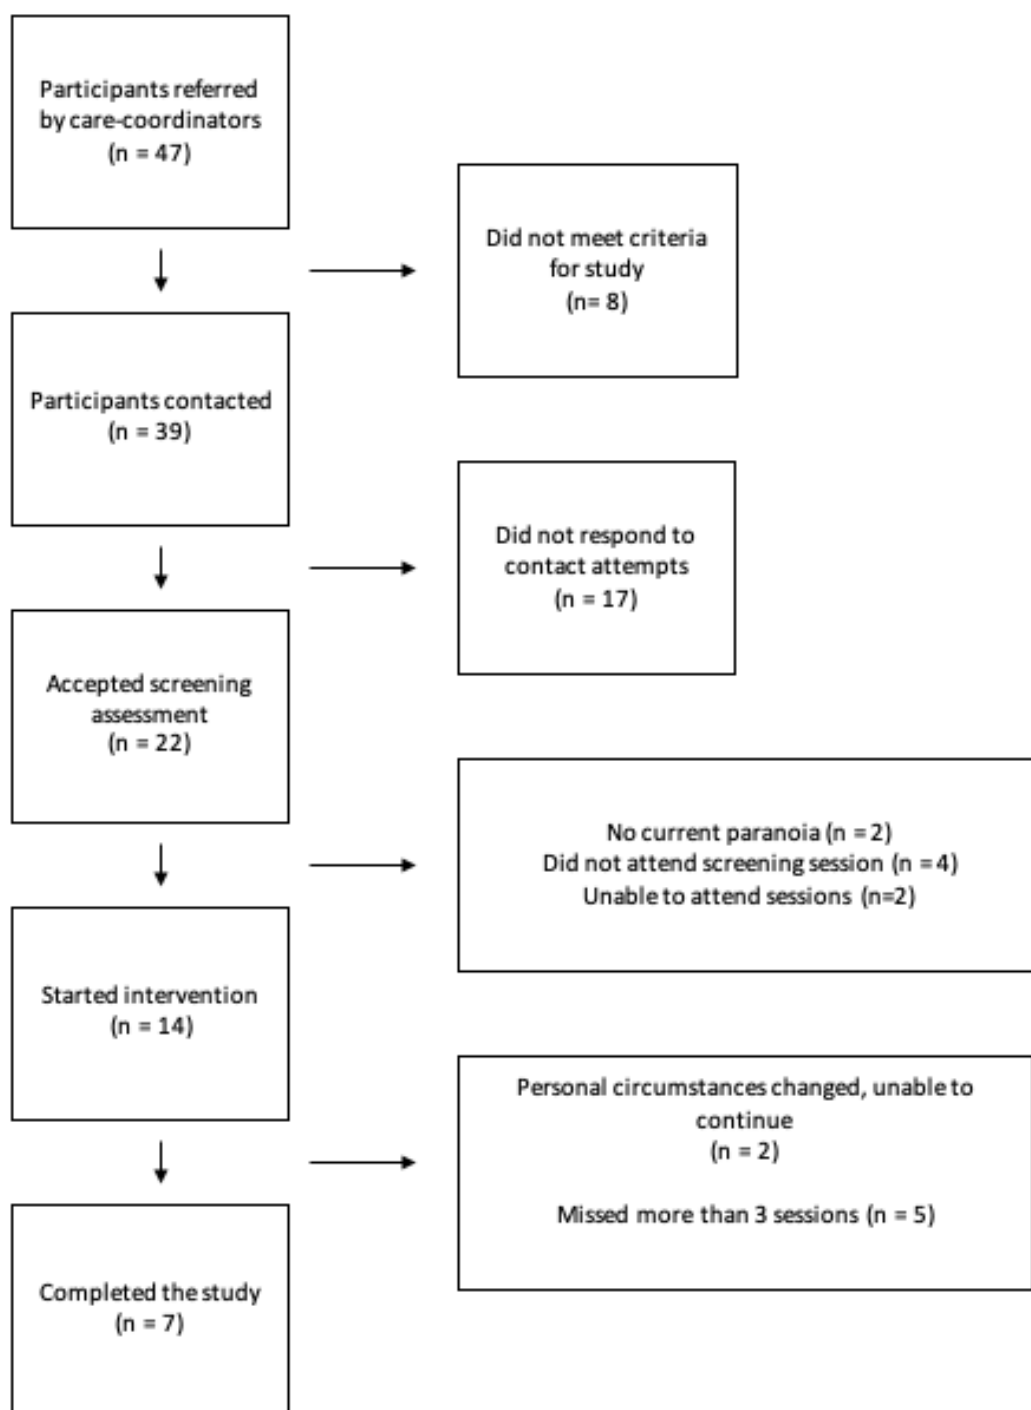 Participants referred
by care-coordinators
(n = 47)
Did not meet criteria
for study
(n= 8)
Participants contacted
(n = 39)
Did not respond to
contact attempts
(n = 17)
Accepted screening
assessment
(n = 22)
No current paranoia (n = 2)
Did not attend screening session (n = 4)
Unable to attend sessions (n=2)
Started intervention
(n = 14)
Personal circumstances changed, unable to
continue
(n = 2)
Missed more than 3 sessions (n = 5)
Completed the study
(n = 7)